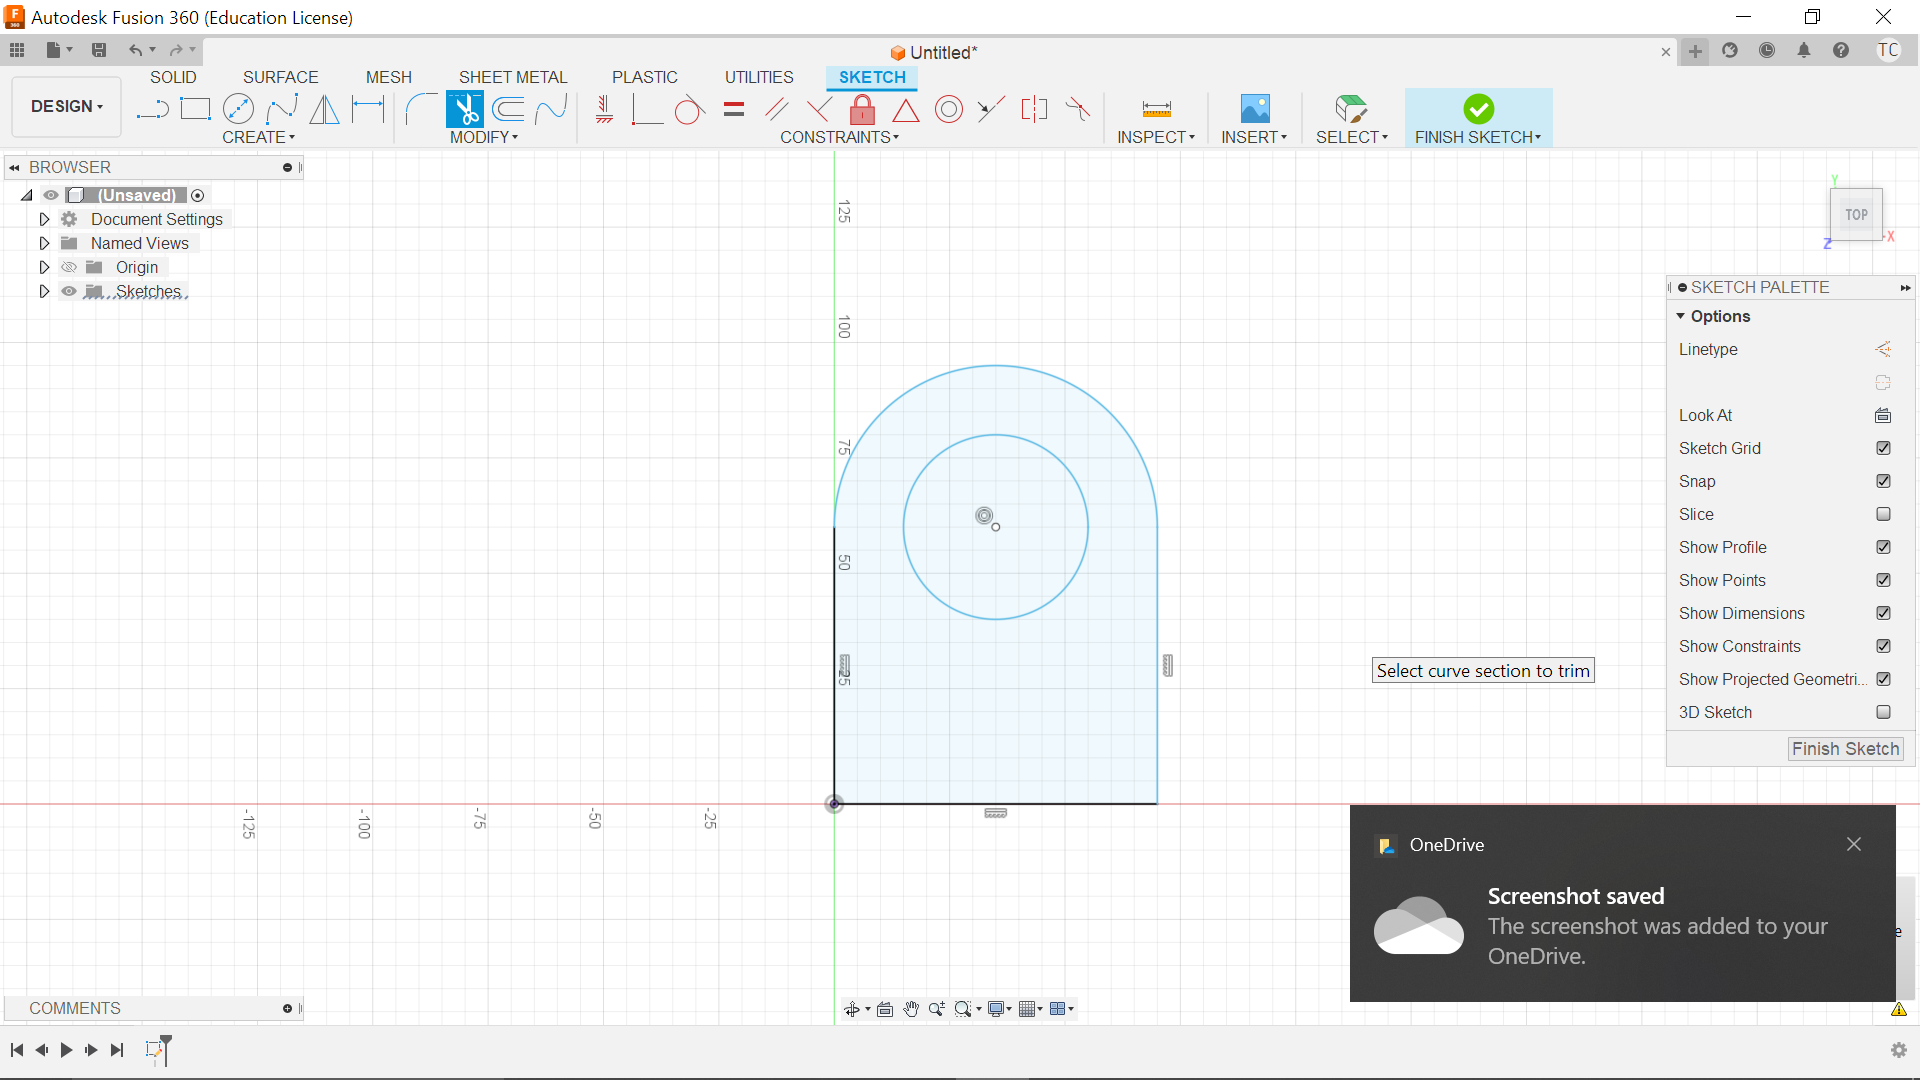 Autodesk Fusion 360 (Education License)
Untitled*
TC
SOLID
SURFACE
MESH
SHEET METAL
PLASTIC
UTILITIES
SKETCH
DESIGN
CREATE
MODIFY
CONSTRAINTS
INSPECT
INSERT
SELECT
FINISH SKETCH
BROWSER
(Unsaved)
Document Settings
Named Views
Origin
Sketches
125
100
75
50
25
-125
-100
-75
-50
-25
Y
TOP
X
Z
SKETCH PALETTE
Options
Linetype
Look At
Sketch Grid
Snap
Slice
Show Profile
Show Points
Show Dimensions
Show Constraints
Show Projected Geometri...
3D Sketch
Finish Sketch
Select curve section to trim
OneDrive
Screenshot saved
The screenshot was added to your
OneDrive.
e
COMMENTS